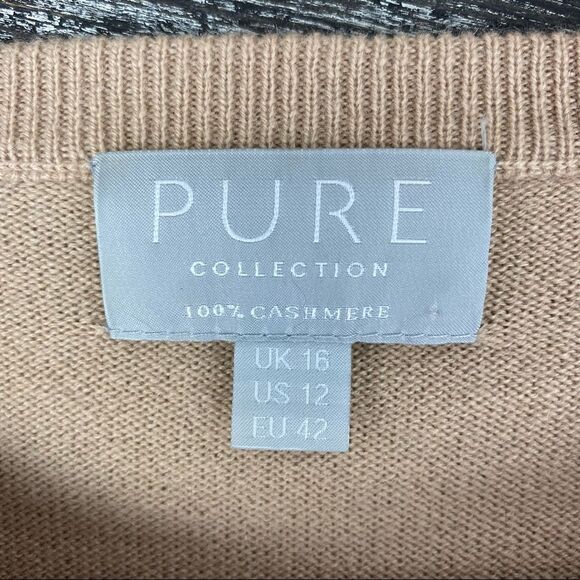 PURE
COLLECTION
100% CASHMERE
UK 16
US 12
EU 42